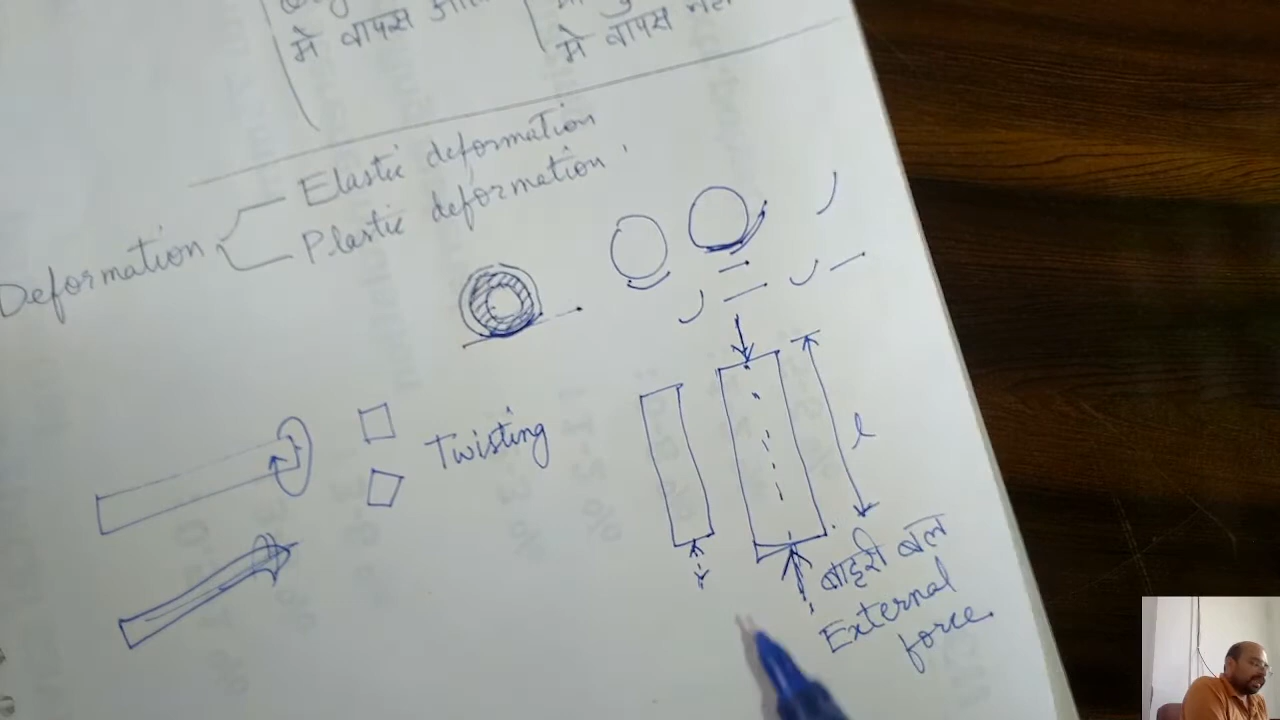 मे वापस
मे वापस
Elastic deformation
Deformation
Plastic deformation
Twisting
l
बाहरी बल
External
force